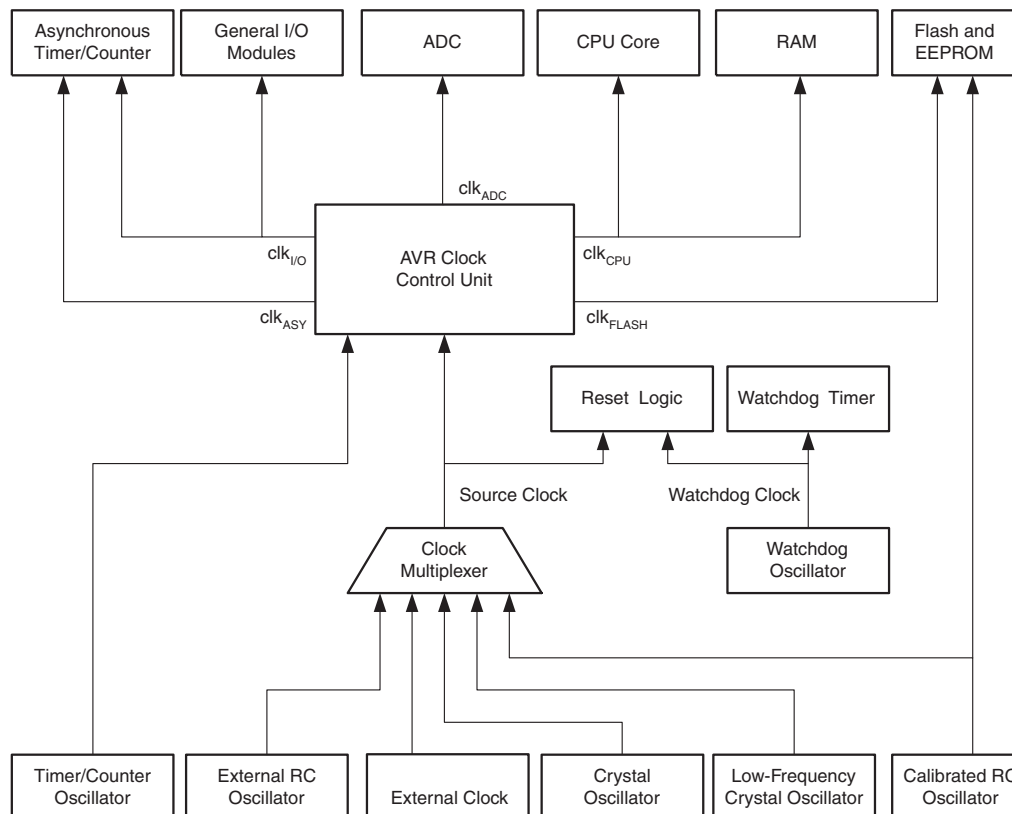 Asynchronous
Timer/Counter
General I/O
Modules
ADC
CPU Core
RAM
Flash and
EEPROM
clkADC
clkI/O
AVR Clock
Control Unit
clkCPU
clkASY
clkFLASH
Reset Logic
Watchdog Timer
Source Clock
Watchdog Clock
Clock
Multiplexer
Watchdog
Oscillator
Timer/Counter
Oscillator
External RC
Oscillator
External Clock
Crystal
Oscillator
Low-Frequency
Crystal Oscillator
Calibrated RC
Oscillator